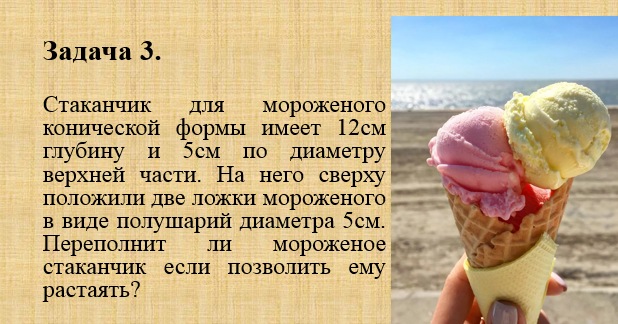 Задача 3.
Стаканчик для мороженого
конической формы имеет 12см
глубину и 5см по диаметру
верхней части. На него сверху
положили две ложки мороженого
в виде полушарий диаметра 5см.
Переполнит ли мороженое
стаканчик если позволить ему
растаять?